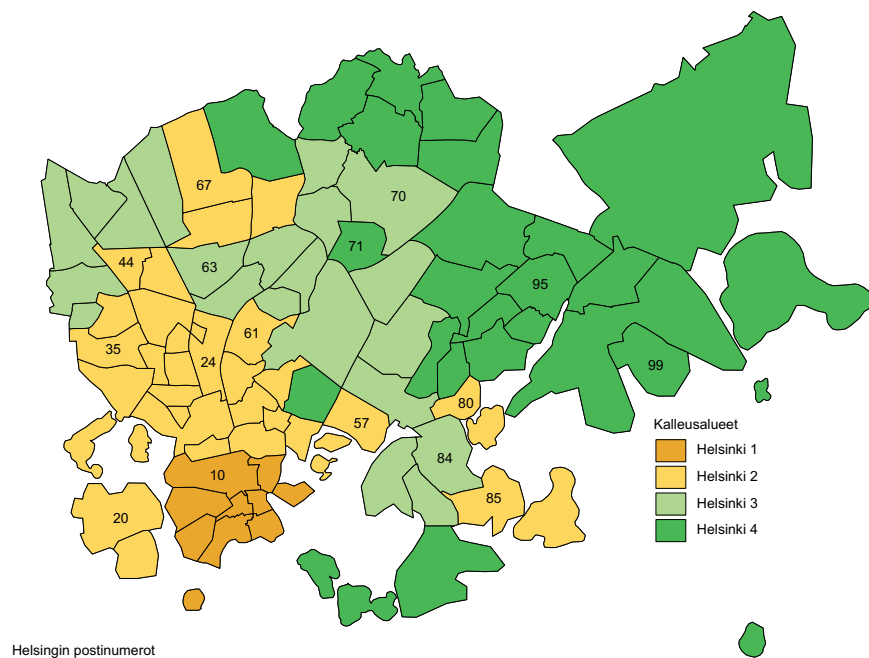 67
70
71
44
63
95
61
35
24
99
80
57
Kalleusalueet
Helsinki 1
84
10
Helsinki 2
85
Helsinki 3
20
Helsinki 4
Helsingin postinumerot